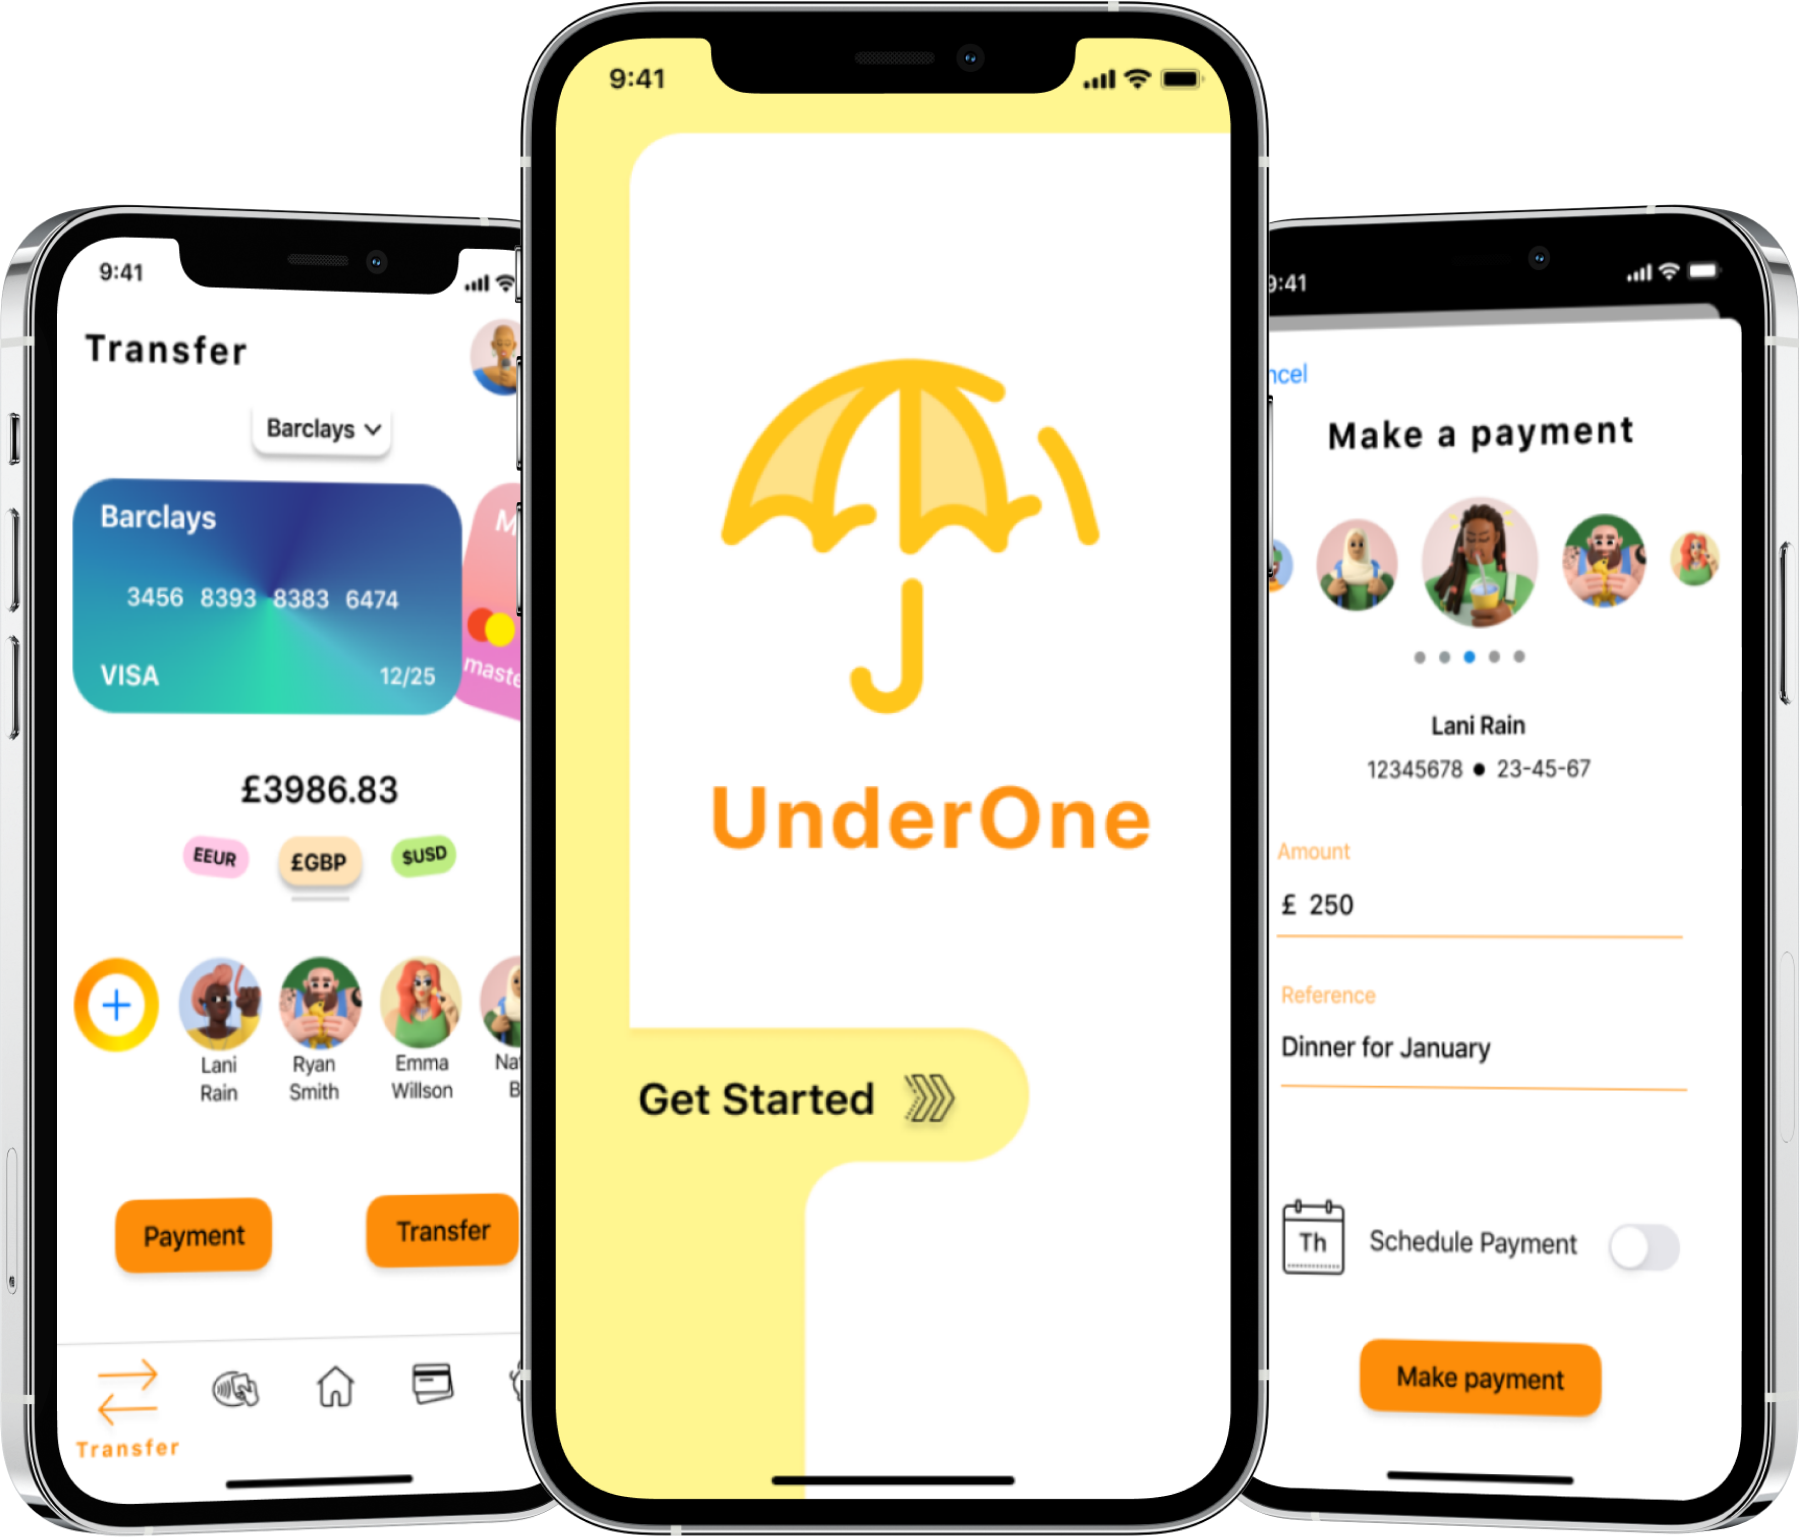 9:41
Transfer
Barclays
Barclays
3456 8393 8383 6474
VISA
12/25
M
maste
£3986.83
EEUR
£GBP
$USD
Lani
Rain
Ryan
Smith
Emma
Willson
Nat
B
Payment
Transfer
Transfer
9:41
UnderOne
Get Started
9:41
ncel
Make a payment
Lani Rain
12345678 ● 23-45-67
Amount
£ 250
Reference
Dinner for January
Th
Schedule Payment
Make payment